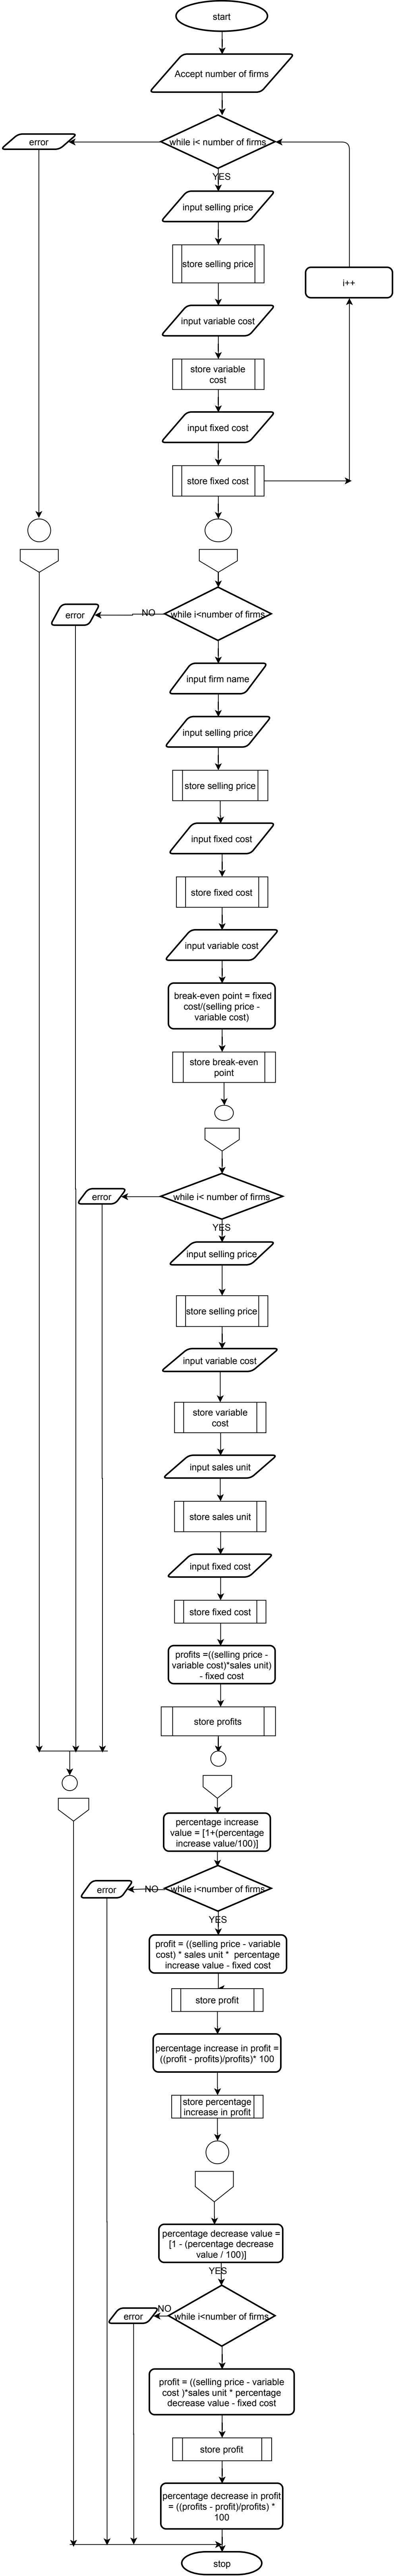 start
Accept number of firms
error
while i< number of firms
YES
input selling price
store selling price
i++
input variable cost
store variable
cost
input fixed cost
store fixed cost
error
NO
while i<number of firms
input firm name
input selling price
store selling price
input fixed cost
store fixed cost
input variable cost
break-even point = fixed
cost/(selling price -
variable cost)
store break-even
point
error
while i< number of firms
YES
input selling price
store selling price
input variable cost
store variable
cost
input sales unit
store sales unit
input fixed cost
store fixed cost
profits =((selling price -
variable cost)*sales unit)
- fixed cost
store profits
percentage increase
value = [1+(percentage
increase value/100)]
error
NO
while i<number of firms
YES
profit = ((selling price - variable
cost) * sales unit * percentage
increase value - fixed cost
store profit
percentage increase in profit =
((profit - profits)/profits)* 100
store percentage
increase in profit
percentage decrease value =
[1 - (percentage decrease
value / 100)]
YES
NO
error
while i<number of firms
profit = ((selling price - variable
cost )*sales unit * percentage
decrease value - fixed cost
store profit
percentage decrease in profit
= ((profits - profit)/profits) *
100
stop